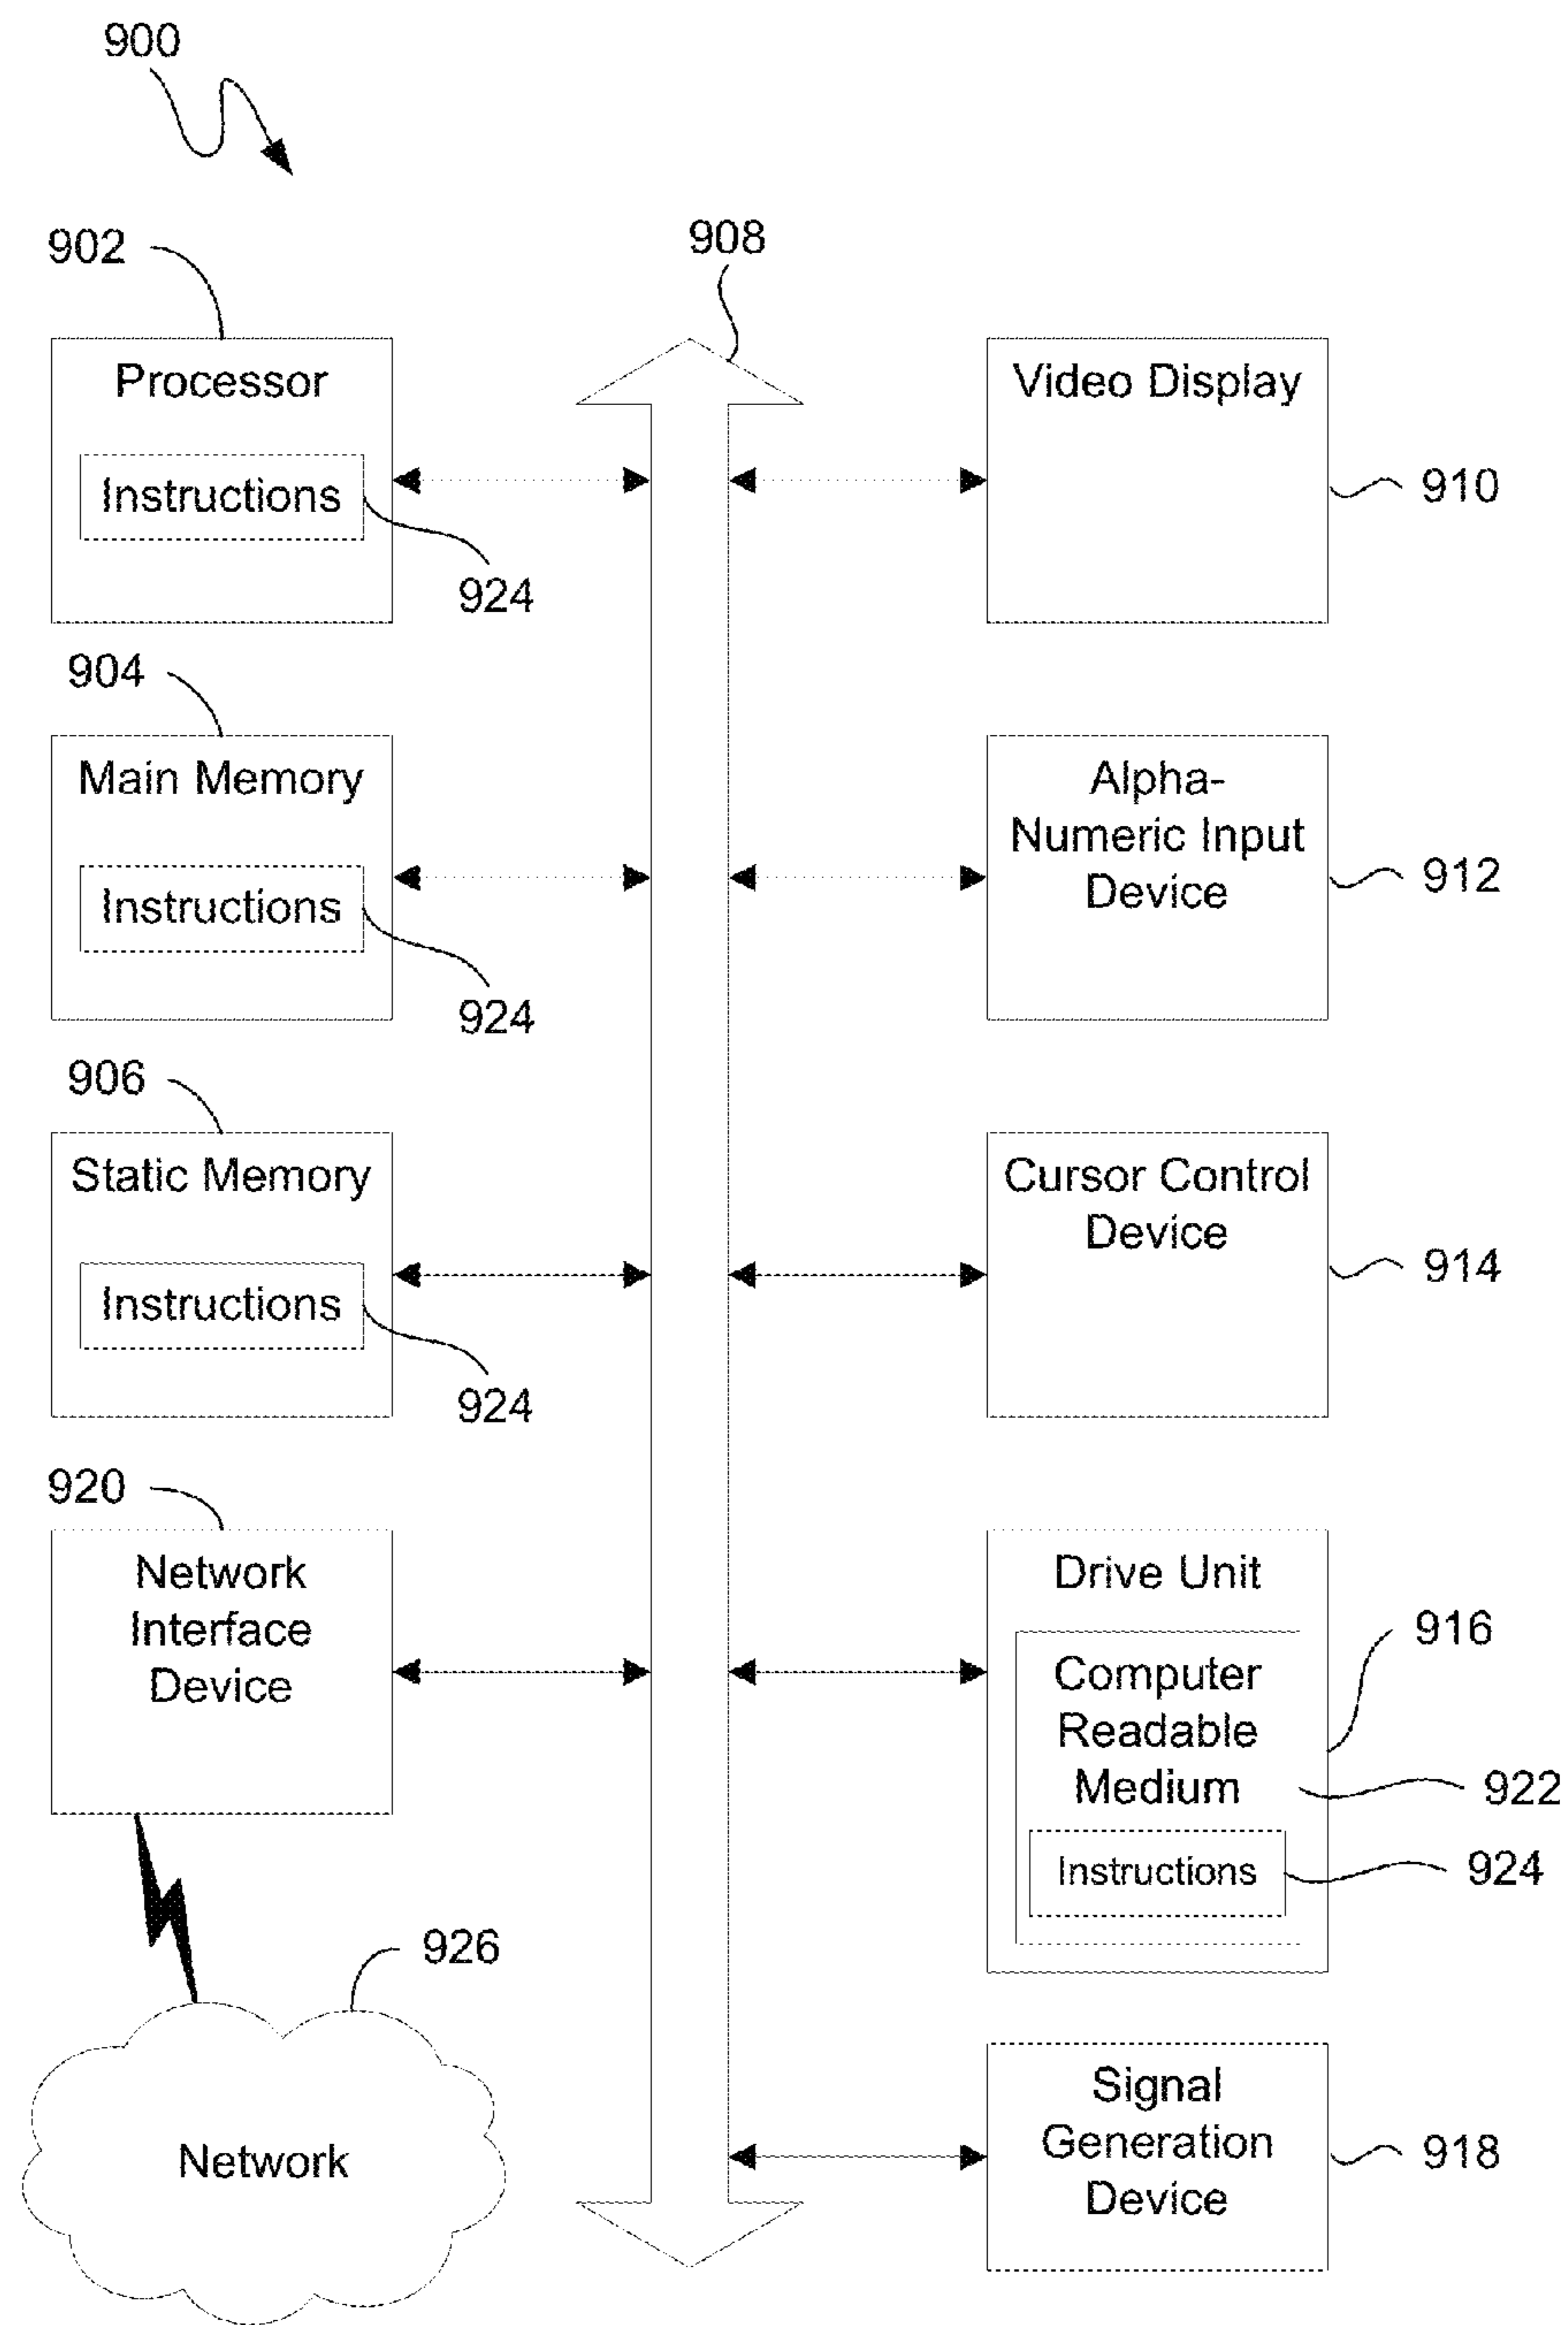 900
902
908
Processor
Instructions
924
Video Display
910
904
Main Memory
Instructions
924
Alpha-
Numeric Input
Device
912
906
Static Memory
Instructions
924
Cursor Control
Device
914
920
Network
Interface
Device
Drive Unit
916
Computer
Readable
Medium
922
Instructions
924
926
Network
Signal
Generation
Device
918